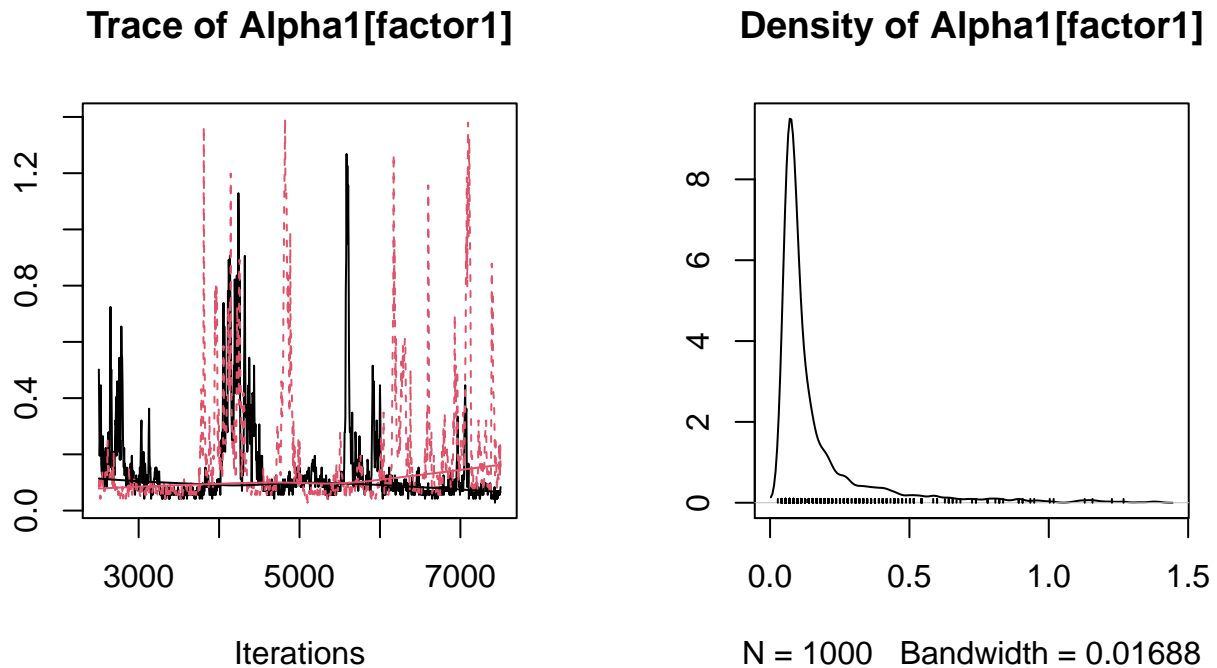 Trace of Alpha1[factor1]
1.2
0.8
0.4
0.0
3000 5000 7000
Iterations
Density of Alpha1[factor1]
8
6
4
2
0
0.0 0.5 1.0 1.5
N = 1000 Bandwidth = 0.01688